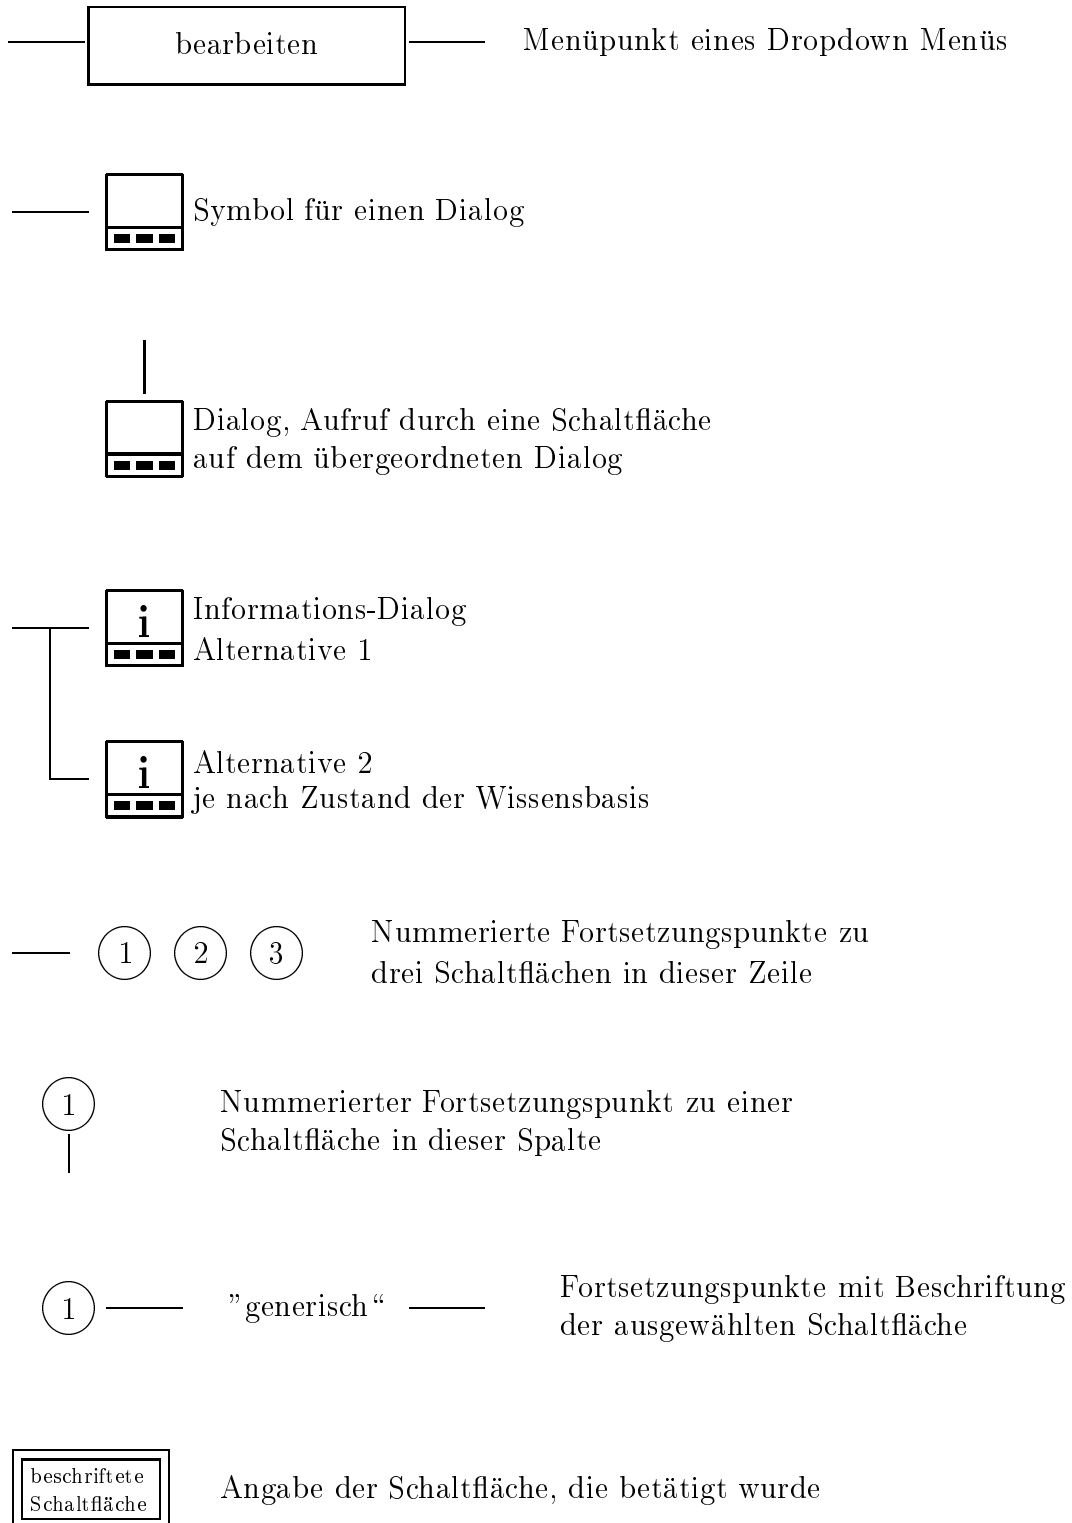 bearbeiten
Menüpunkt eines Dropdown Menüs
Symbol für einen Dialog
Dialog, Aufruf durch eine Schaltfläche
auf dem übergeordneten Dialog
i
Informations-Dialog
Alternative 1
i
Alternative 2
je nach Zustand der Wissensbasis
1 2 3
Nummerierte Fortsetzungspunkte zu
drei Schaltflächen in dieser Zeile
1
Nummerierter Fortsetzungspunkt zu einer
Schaltfläche in dieser Spalte
1
”generisch“
Fortsetzungspunkte mit Beschriftung
der ausgewählten Schaltfläche
beschriftete
Schaltfläche
Angabe der Schaltfläche, die betätigt wurde